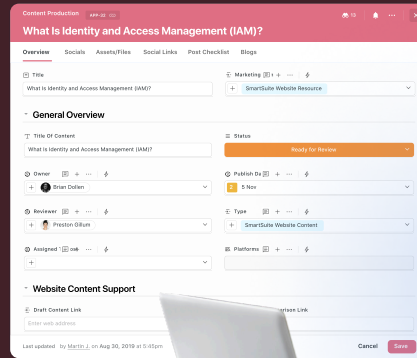 Content Production APP-22
13
What Is Identity and Access Management (IAM)?
Overview Socials Assets/Files Social Links Post Checklist Blogs
Title
What Is Identity and Access Management (IAM)?
Marketing 1
SmartSuite Website Resource
General Overview
Title Of Content
What Is Identity and Access Management (IAM)?
Status
Ready for Review
Owner
Brian Dollen
Publish Da
5 Nov
Reviewer
Preston Gillum
Type
SmartSuite Website Content
Assigned
Platforms
Website Content Support
Draft Content Link
Enter web address
Link
Last updated by Martin J. on Aug 30, 2019 at 5:45pm
Cancel Save